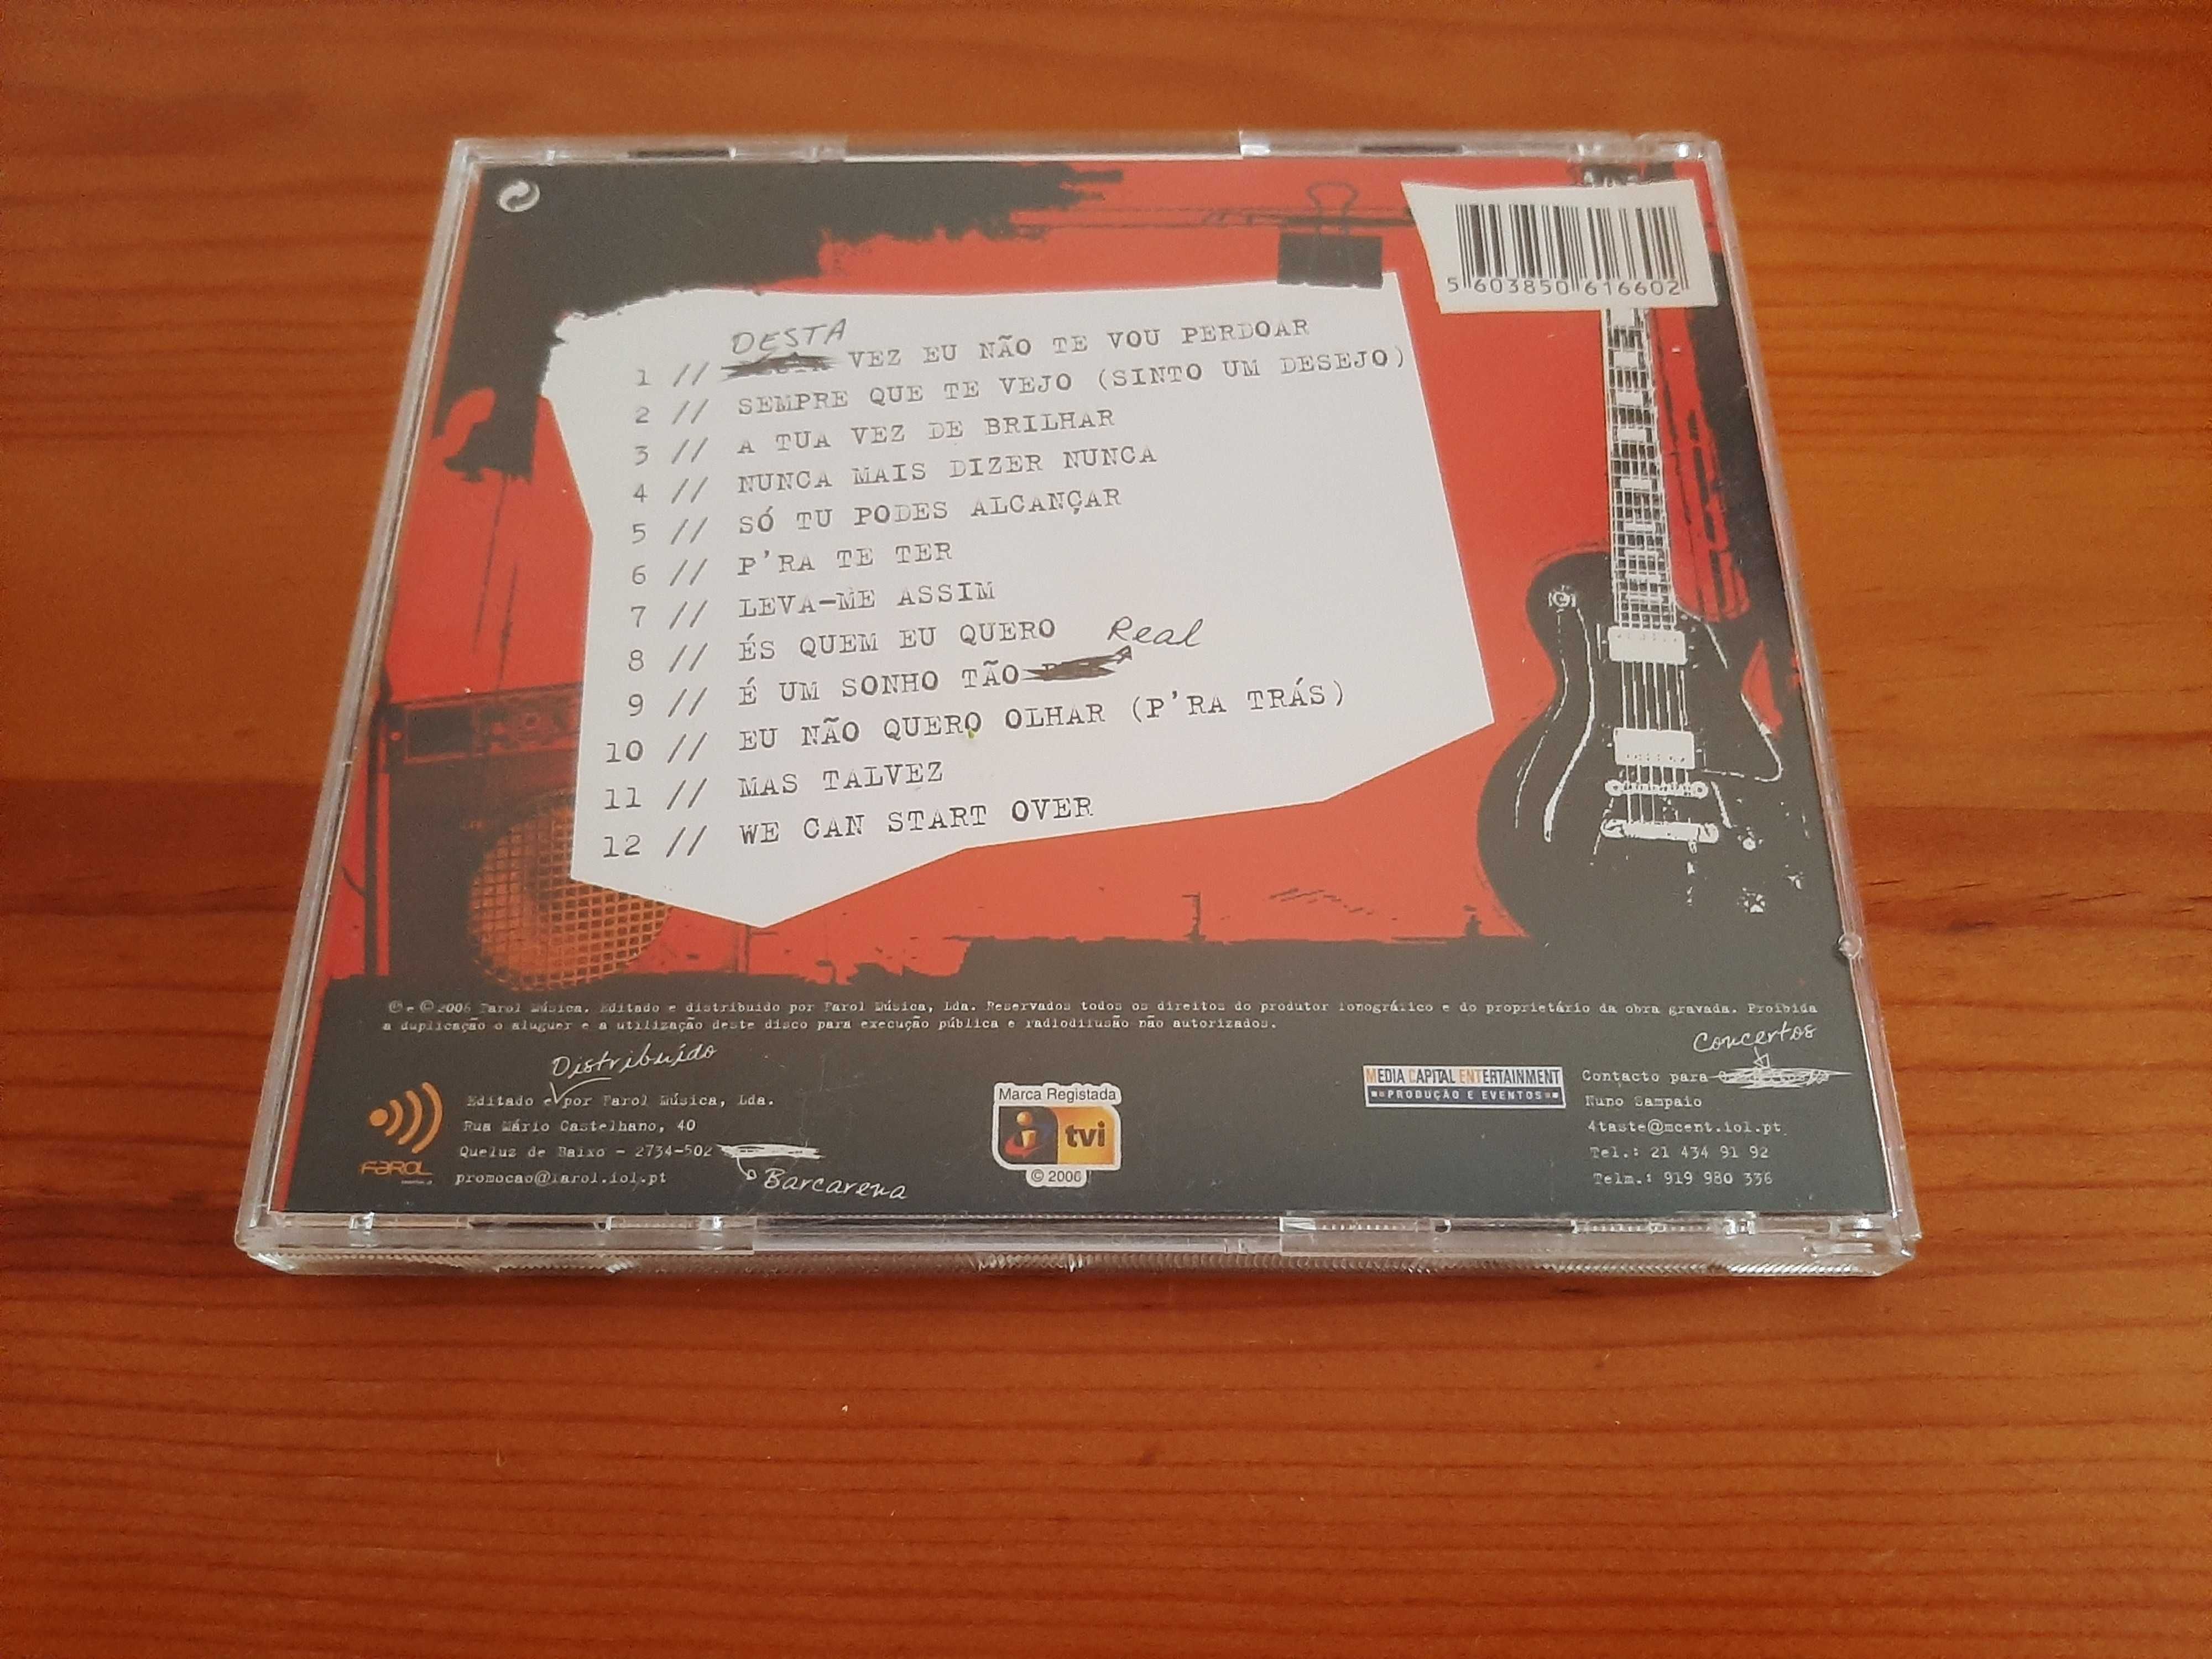 5 603850 616602
DESTA
1 // VEZ EU NÃO TE VOU PERDOAR
2 // SEMPRE QUE TE VEJO (SINTO UM DESEJO)
3 // A TUA VEZ DE BRILHAR
4 // NUNCA MAIS DIZER NUNCA
5 // SÓ TU PODES ALCANÇAR
6 // P'RA TE TER
7 // LEVA-ME ASSIM
8 // ÉS QUEM EU QUERO
Real
9 // É UM SONHO TÃO
10 // EU NÃO QUERO OLHAR (P'RA TRÁS)
11 // MAS TALVEZ
12 // WE CAN START OVER
℗ e © 2006 Farol Música. Editado e distribuido por Farol Música, Lda. Reservados todos os direitos do produtor fonográfico e do proprietário da obra gravada. Proibida
a duplicação o aluguer e a utilização deste disco para execução pública e radiodifusão não autorizados.
Distribuído
Editado e por Farol Música, Lda.
Rua Mário Castelhano, 40
Queluz de Baixo - 2734-502
Barcarena
promocao@farol.iol.pt
FAROL
Marca Registada
tvi
© 2006
MEDIA CAPITAL ENTERTAINMENT
PRODUÇÃO E EVENTOS
Concertos
Contacto para
Nuno Sampaio
4taste@mcent.iol.pt
Tel.: 21 434 91 92
Telm.: 919 980 336